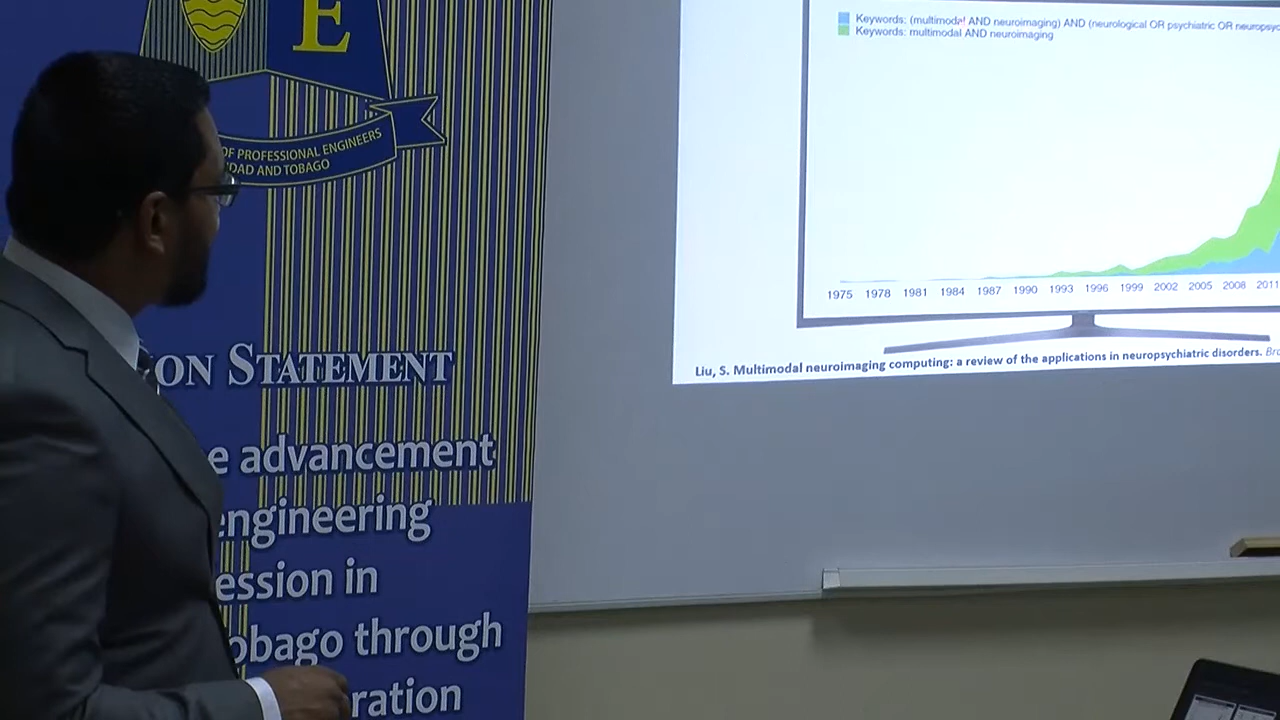 E
OF PROFESSIONAL ENGINEERS
DAD AND TOBAGO
ON STATEMENT
e advancement
engineering
ession in
obago through
ration
Keywords: (multimodal AND neuroimaging) AND (neurological OR psychiatric OR neuropsyc
Keywords: multimodal AND neuroimaging
1975 1978 1981 1984 1987 1990 1993 1996 1999 2002 2005 2008 2011
Liu, S. Multimodal neuroimaging computing: a review of the applications in neuropsychiatric disorders. Bra